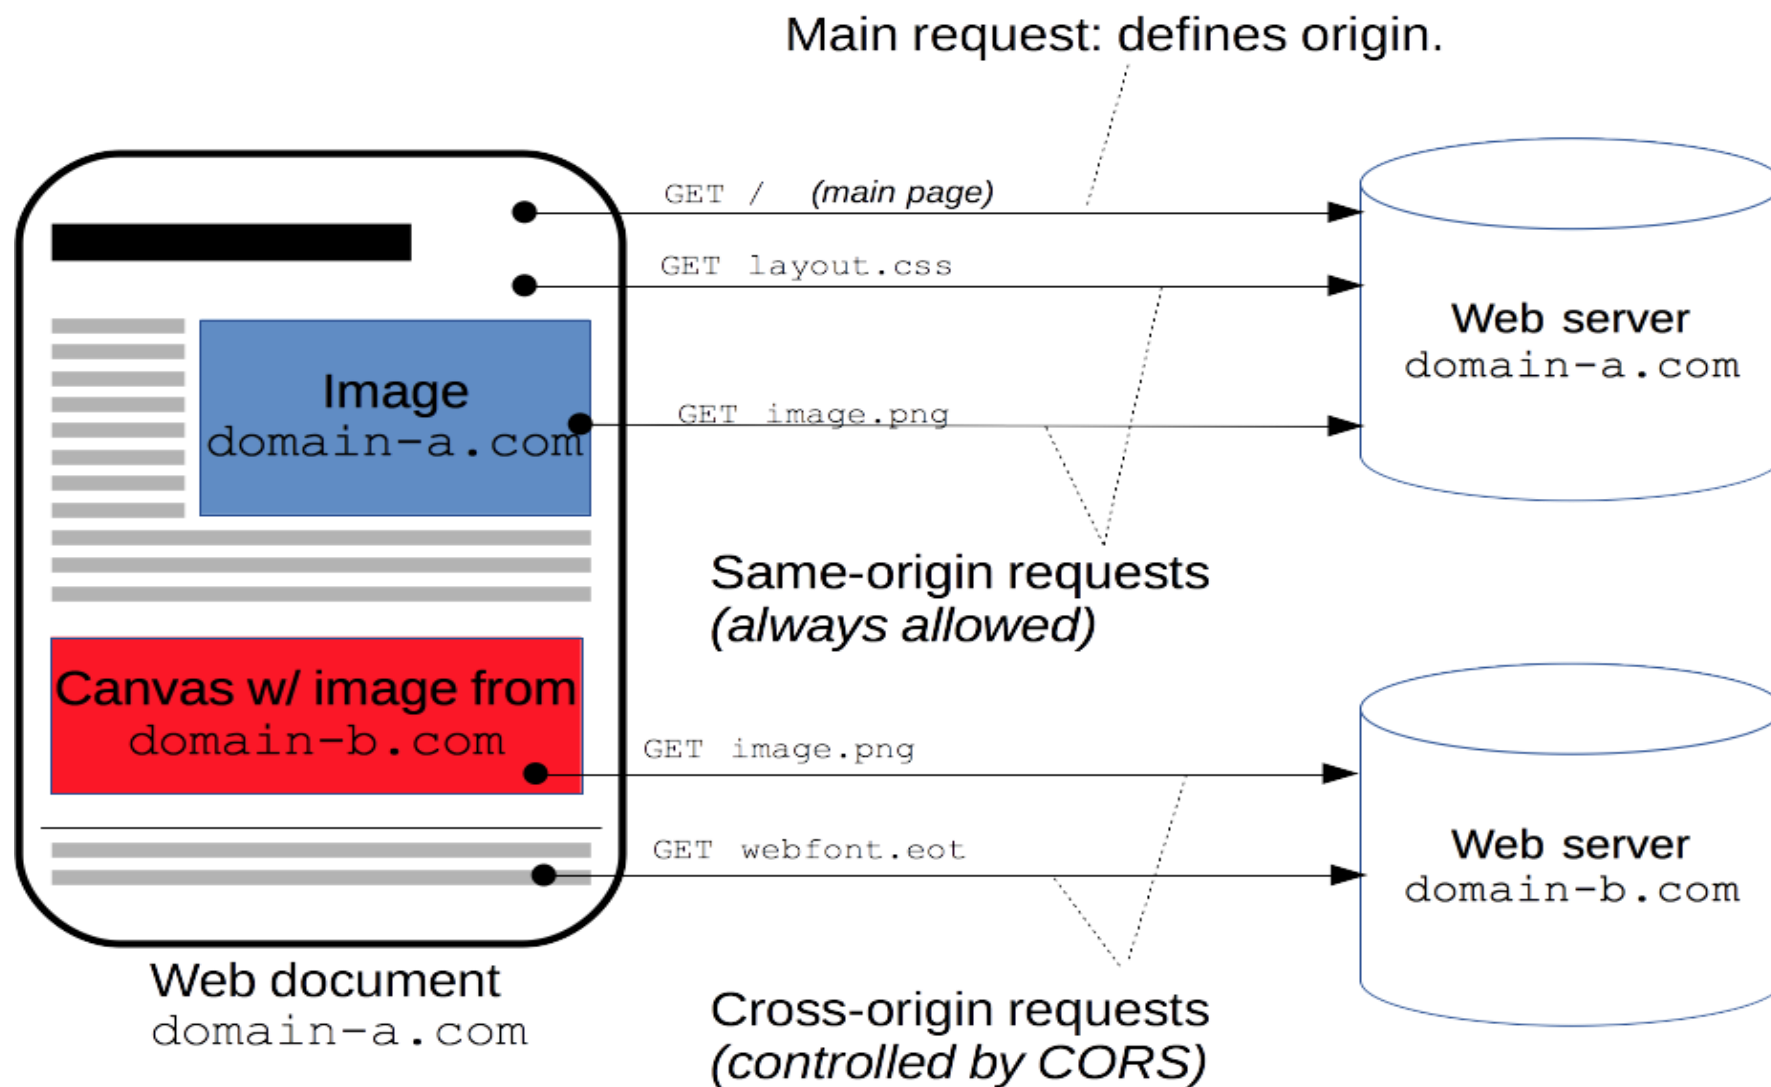 Main request: defines origin.
GET / (main page)
GET layout.css
Image
domain-a.com
GET image.png
Web server
domain-a.com
Same-origin requests
(always allowed)
Canvas w/ image from
domain-b.com
GET image.png
GET webfont.eot
Web server
domain-b.com
Web document
domain-a.com
Cross-origin requests
(controlled by CORS)